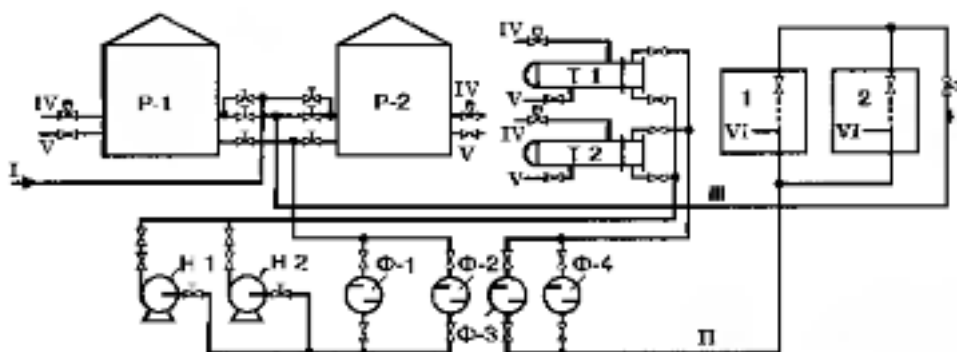 IV
P-1
V
P-2
IV
V
IV
T 1
V
IV
T 2
V
1
VI
2
VI
I
III
H 1
H 2
Ф-1
Ф-2
Ф-3
Ф-4
II